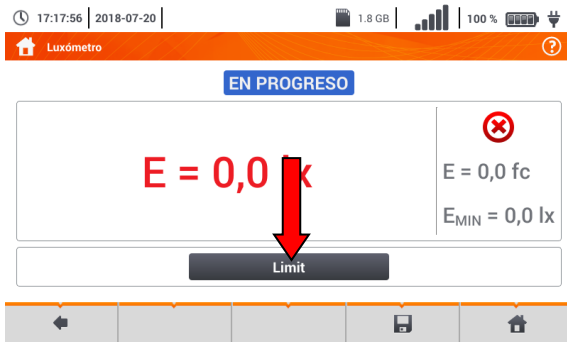 17:17:56 2018-07-20 1.8 GB 100 %
Luxómetro ?
EN PROGRESO
E = 0,0 lx
E = 0,0 fc
EMIN = 0,0 lx
Limit